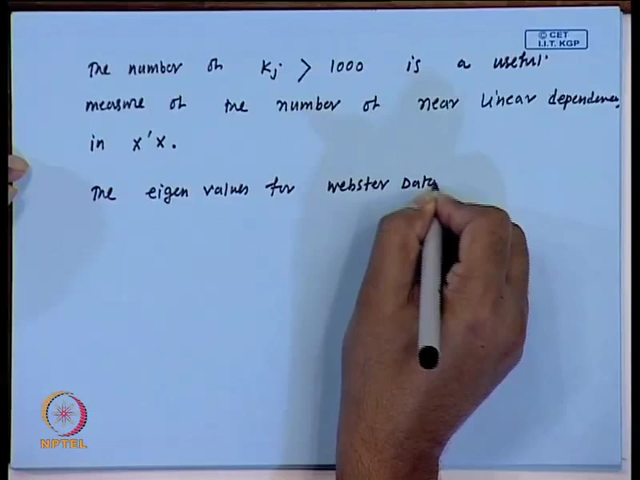 © CET
I.I.T. KGP
The number of Kj > 1000 is a useful
measure of the number of near linear dependence
in x'x.
The eigen values for webster Data
NPTEL